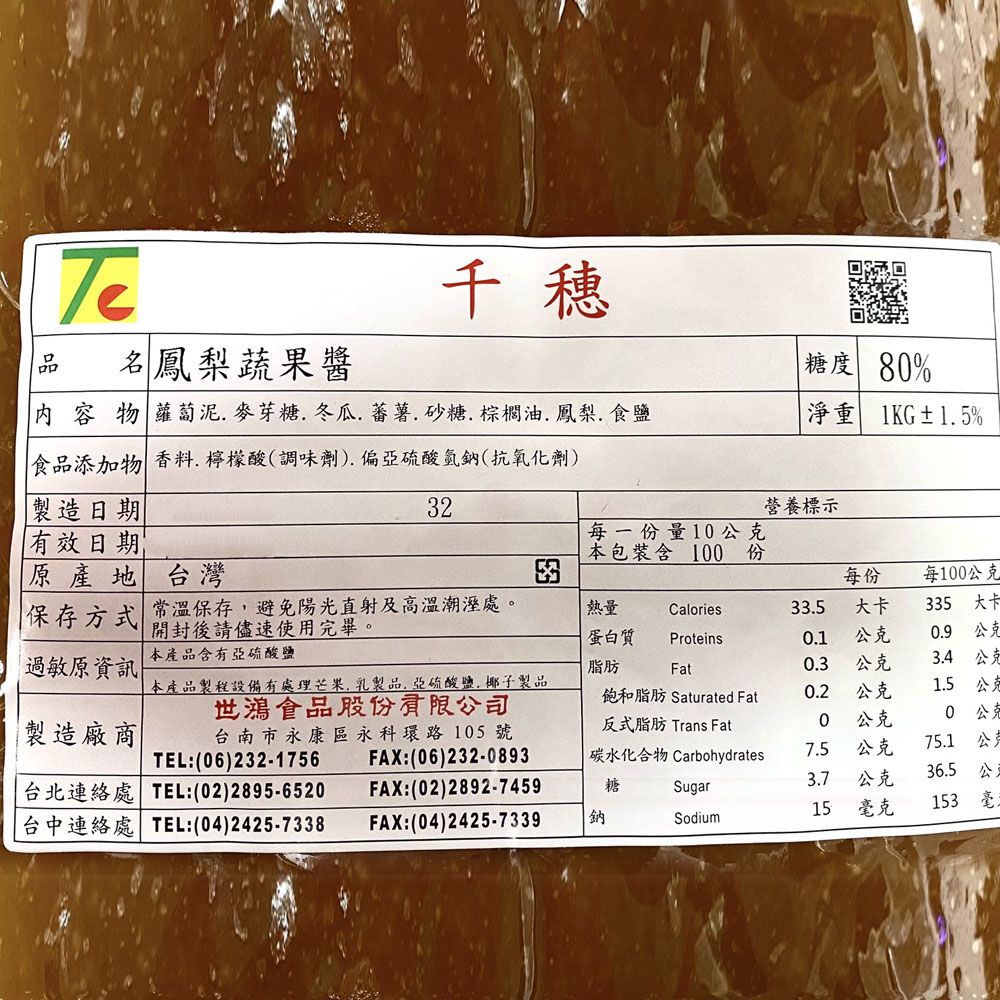 Te
千穗
品名 鳳梨蔬果醬 糖度 80%
內容物 蘿蔔泥.麥芽糖.冬瓜.蕃薯.砂糖.棕櫚油.鳳梨.食鹽 淨重 1KG±1.5%
食品添加物 香料.檸檬酸(調味劑).偏亞硫酸氫鈉(抗氧化劑)
製造日期 32
有效日期
原產地 台灣
保存方式 常溫保存，避免陽光直射及高溫潮溼處。
開封後請儘速使用完畢。
過敏原資訊 本產品含有亞硫酸鹽
本產品製程設備有處理芒果.乳製品.亞硫酸鹽.椰子製品
製造廠商 世鴻食品股份有限公司
台南市永康區永科環路 105 號
TEL:(06)232-1756 FAX:(06)232-0893
台北連絡處 TEL:(02)2895-6520 FAX:(02)2892-7459
台中連絡處 TEL:(04)2425-7338 FAX:(04)2425-7339
營養標示
每一份量10公克
本包裝含 100 份
每份 每100公克
熱量 Calories 33.5 大卡 335 大卡
蛋白質 Proteins 0.1 公克 0.9 公克
脂肪 Fat 0.3 公克 3.4 公克
飽和脂肪 Saturated Fat 0.2 公克 1.5 公克
反式脂肪 Trans Fat 0 公克 0 公克
碳水化合物 Carbohydrates 7.5 公克 75.1 公克
糖 Sugar 3.7 公克 36.5 公
鈉 Sodium 15 毫克 153 毫